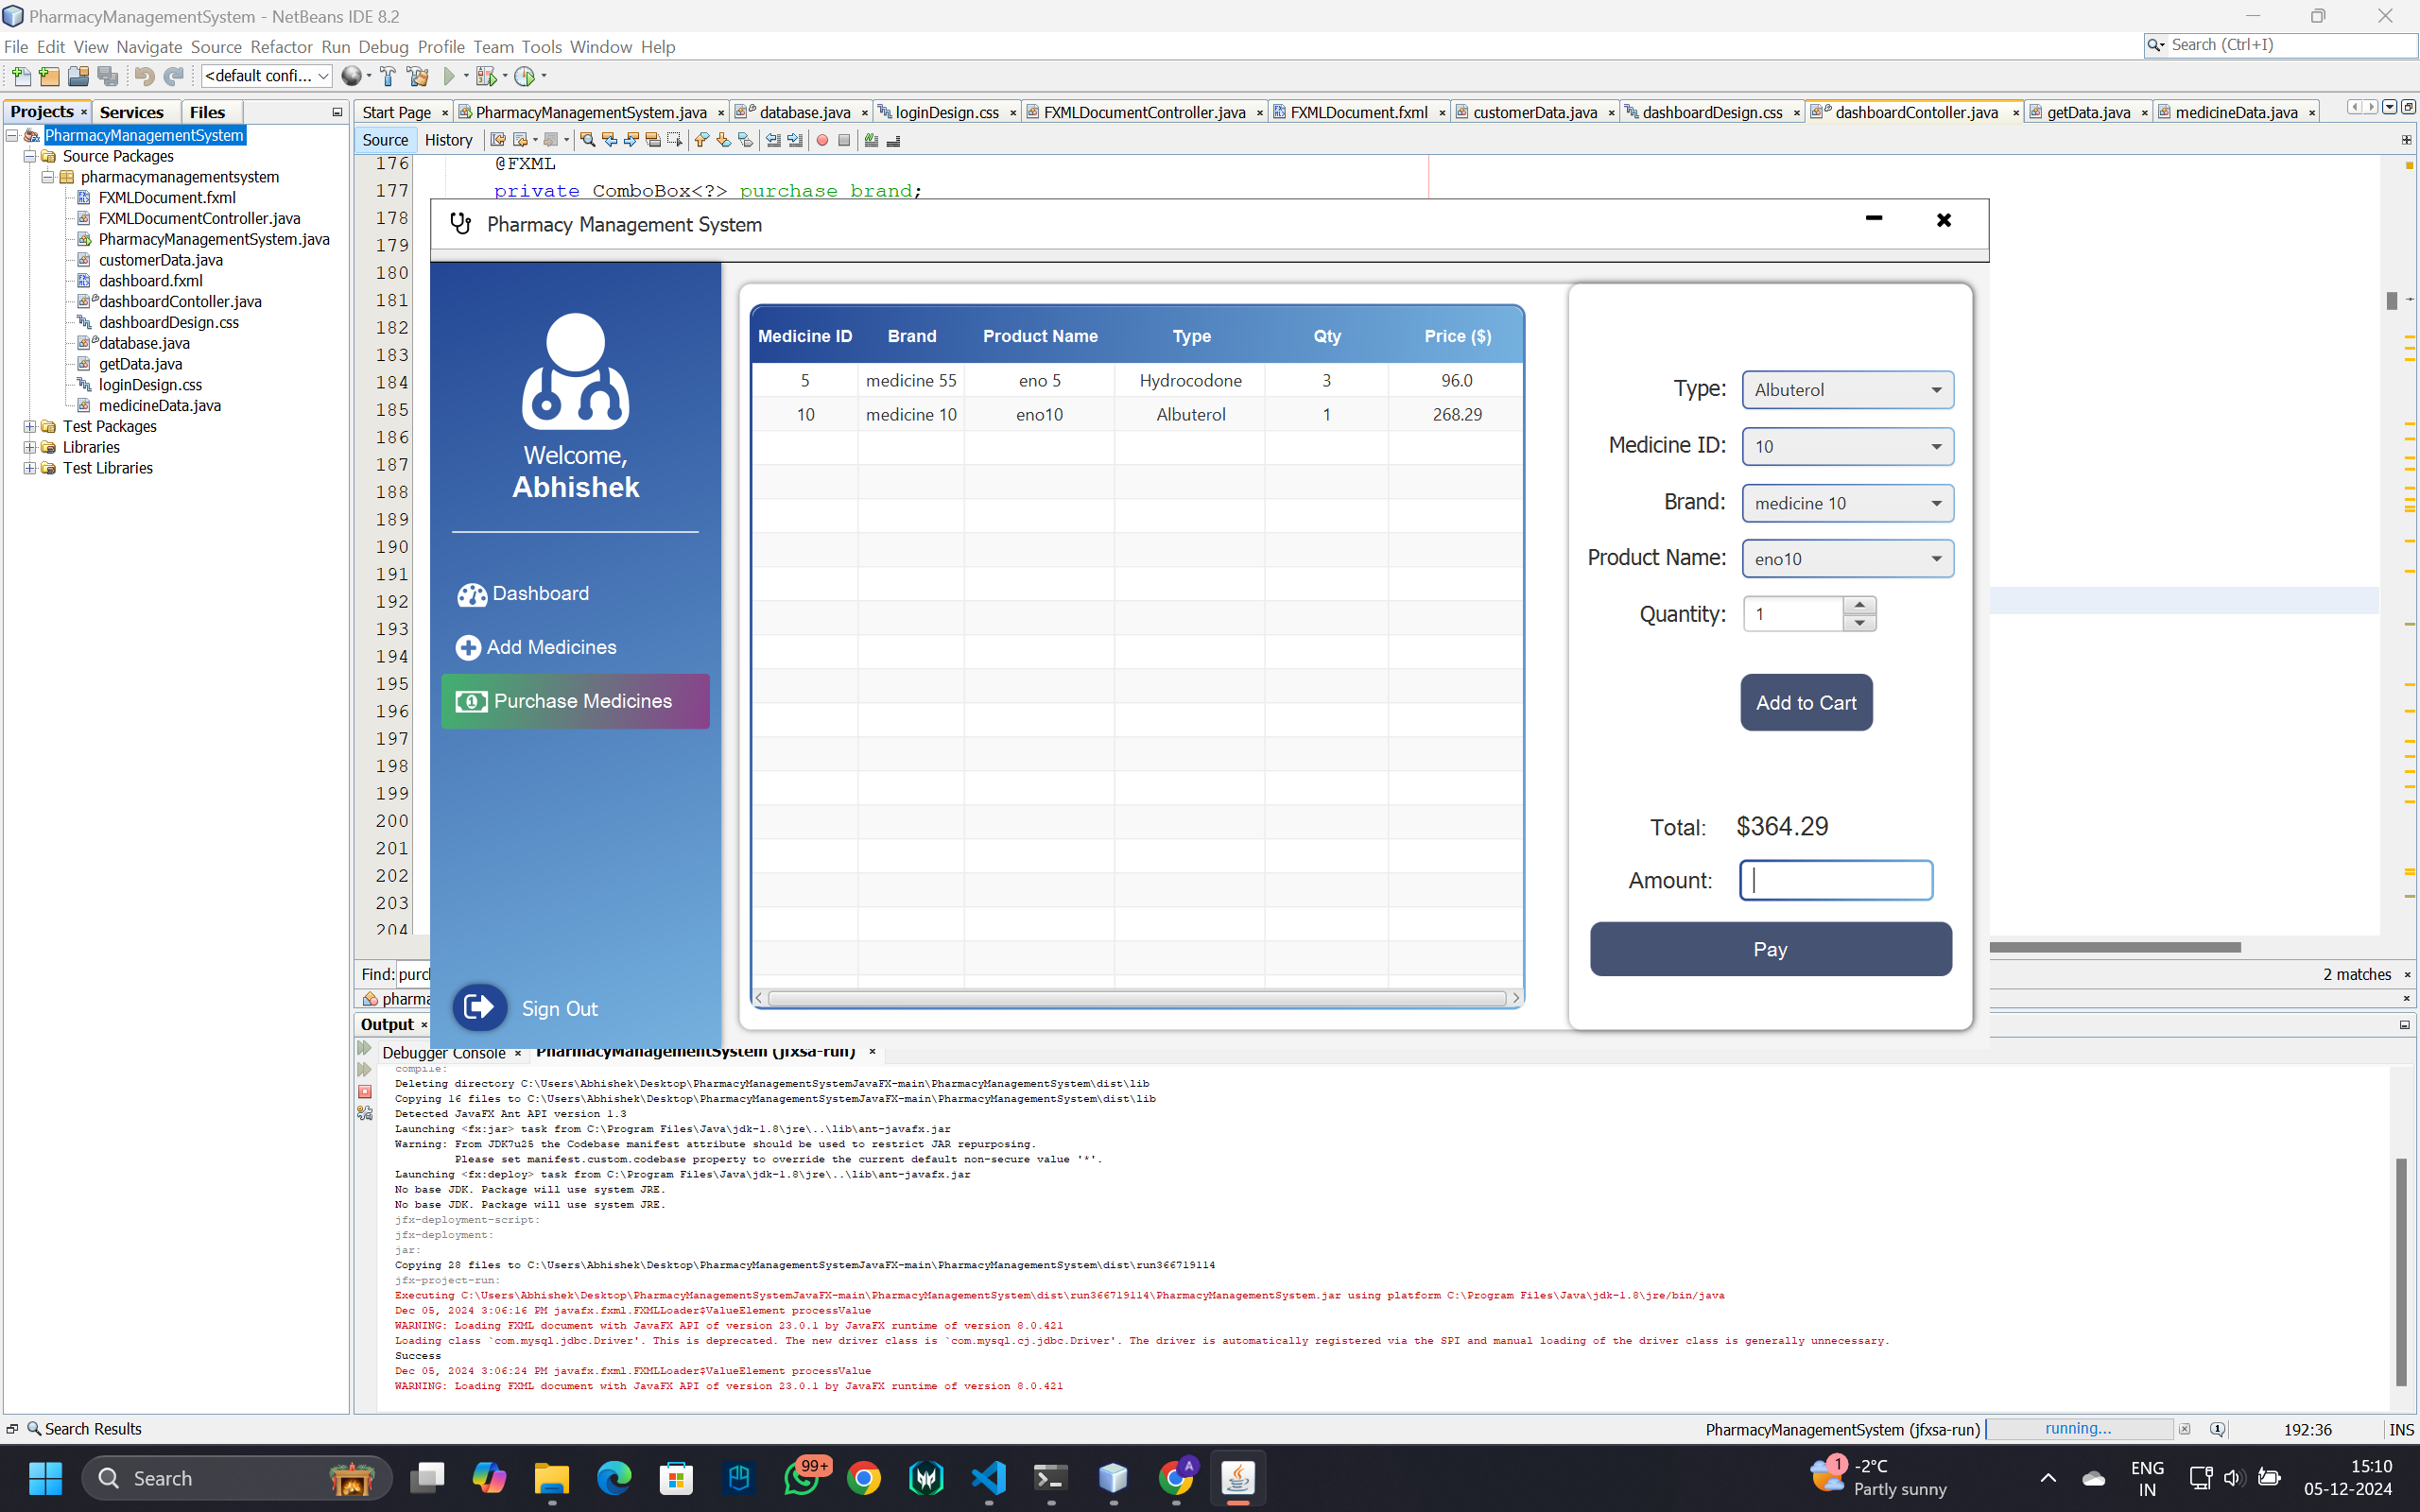 PharmacyManagementSystem - NetBeans IDE 8.2
File Edit View Navigate Source Refactor Run Debug Profile Team Tools Window Help
Search (Ctrl+I)
<default confi...
Projects Services Files
Start Page PharmacyManagementSystem.java database.java loginDesign.css FXMLDocumentController.java FXMLDocument.fxml customerData.java dashboardDesign.css dashboardContoller.java getData.java medicineData.java
Source History
PharmacyManagementSystem
Source Packages
pharmacymanagementsystem
FXMLDocument.fxml
FXMLDocumentController.java
PharmacyManagementSystem.java
customerData.java
dashboard.fxml
dashboardContoller.java
dashboardDesign.css
database.java
getData.java
loginDesign.css
medicineData.java
Test Packages
Libraries
Test Libraries
176 @FXML
177 private ComboBox<?> purchase_brand;
178
179
180
181
182
183
184
185
186
187
188
189
190
191
192
193
194
195
196
197
198
199
200
201
202
203
204
Pharmacy Management System
Welcome,
Abhishek
Dashboard
Add Medicines
Purchase Medicines
Sign Out
Medicine ID Brand Product Name Type Qty Price ($)
5 medicine 55 eno 5 Hydrocodone 3 96.0
10 medicine 10 eno10 Albuterol 1 268.29
Type: Albuterol
Medicine ID: 10
Brand: medicine 10
Product Name: eno10
Quantity: 1
Add to Cart
Total: $364.29
Amount:
Pay
Find: purc
2 matches
pharma
Output
Debugger Console PharmacyManagementSystem (jfxsa-run)
compile:
Deleting directory C:\Users\Abhishek\Desktop\PharmacyManagementSystemJavaFX-main\PharmacyManagementSystem\dist\lib
Copying 16 files to C:\Users\Abhishek\Desktop\PharmacyManagementSystemJavaFX-main\PharmacyManagementSystem\dist\lib
Detected JavaFX Ant API version 1.3
Launching <fx:jar> task from C:\Program Files\Java\jdk-1.8\jre\..\lib\ant-javafx.jar
Warning: From JDK7u25 the Codebase manifest attribute should be used to restrict JAR repurposing.
Please set manifest.custom.codebase property to override the current default non-secure value '*'.
Launching <fx:deploy> task from C:\Program Files\Java\jdk-1.8\jre\..\lib\ant-javafx.jar
No base JDK. Package will use system JRE.
No base JDK. Package will use system JRE.
jfx-deployment-script:
jfx-deployment:
jar:
Copying 28 files to C:\Users\Abhishek\Desktop\PharmacyManagementSystemJavaFX-main\PharmacyManagementSystem\dist\run366719114
jfx-project-run:
Executing C:\Users\Abhishek\Desktop\PharmacyManagementSystemJavaFX-main\PharmacyManagementSystem\dist\run366719114\PharmacyManagementSystem.jar using platform C:\Program Files\Java\jdk-1.8\jre/bin/java
Dec 05, 2024 3:06:16 PM javafx.fxml.FXMLLoader$ValueElement processValue
WARNING: Loading FXML document with JavaFX API of version 23.0.1 by JavaFX runtime of version 8.0.421
Loading class `com.mysql.jdbc.Driver'. This is deprecated. The new driver class is `com.mysql.cj.jdbc.Driver'. The driver is automatically registered via the SPI and manual loading of the driver class is generally unnecessary.
Success
Dec 05, 2024 3:06:24 PM javafx.fxml.FXMLLoader$ValueElement processValue
WARNING: Loading FXML document with JavaFX API of version 23.0.1 by JavaFX runtime of version 8.0.421
Search Results
PharmacyManagementSystem (jfxsa-run) running... 192:36 INS
Search
99+
A
1
-2°C
Partly sunny
ENG
IN
15:10
05-12-2024